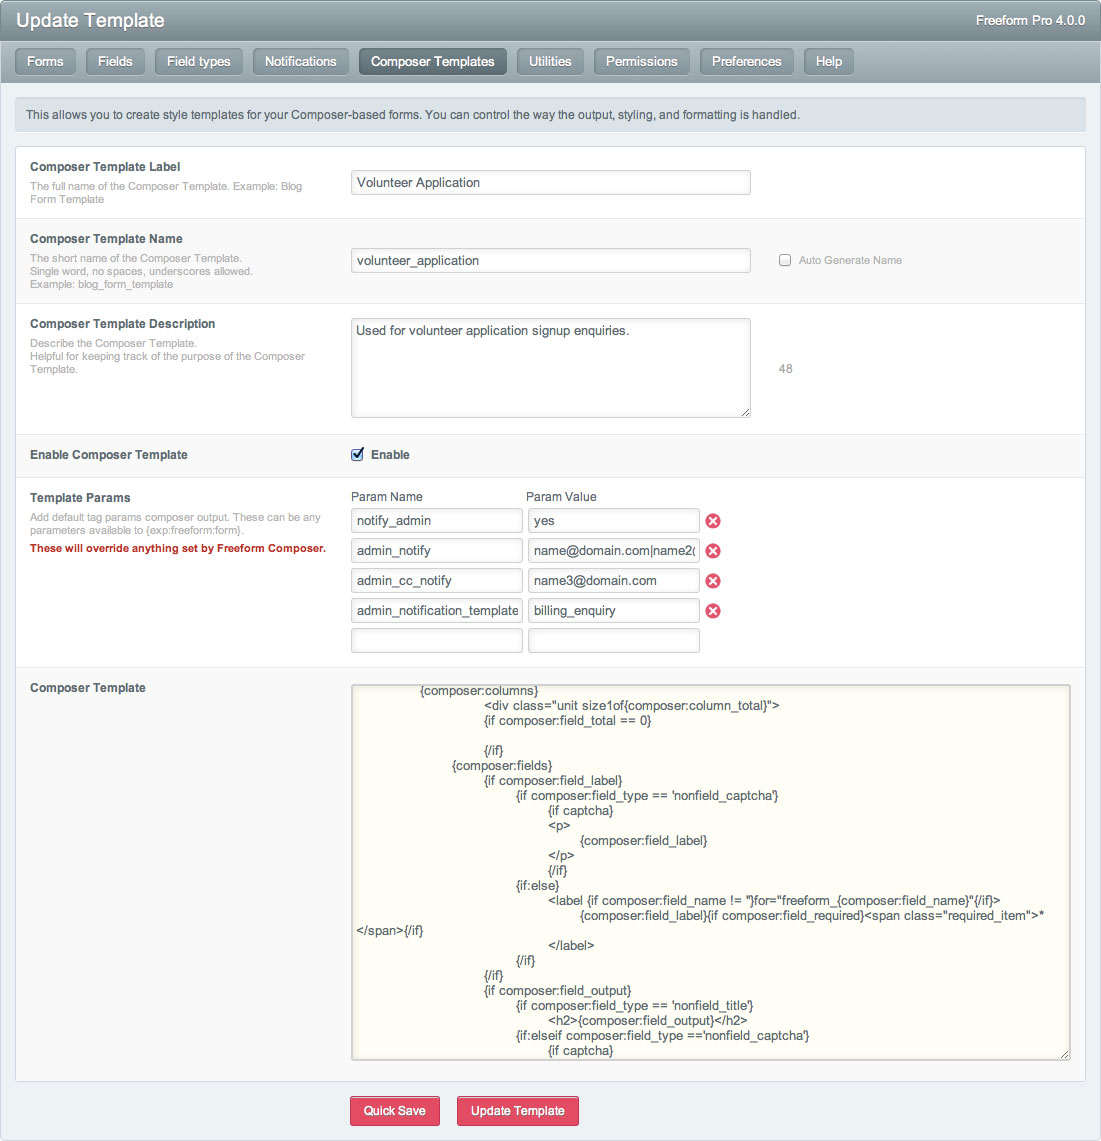 Update Template
Freeform Pro 4.0.0
Forms Fields Field types Notifications Composer Templates Utilities Permissions Preferences Help
This allows you to create style templates for your Composer-based forms. You can control the way the output, styling, and formatting is handled.
Composer Template Label
The full name of the Composer Template. Example: Blog
Form Template
Volunteer Application
Composer Template Name
The short name of the Composer Template.
Single word, no spaces, underscores allowed.
Example: blog_form_template
volunteer_application
Auto Generate Name
Composer Template Description
Describe the Composer Template.
Helpful for keeping track of the purpose of the Composer
Template.
Used for volunteer application signup enquiries.
48
Enable Composer Template
Enable
Template Params
Add default tag params composer output. These can be any
parameters available to {exp:freeform:form}.
These will override anything set by Freeform Composer.
Param Name Param Value
notify_admin yes
admin_notify name@domain.com|name2(
admin_cc_notify name3@domain.com
admin_notification_template billing_enquiry
Composer Template
{composer:columns}
<div class="unit size1of{composer:column_total}">
{if composer:field_total == 0}
{/if}
{composer:fields}
{if composer:field_label}
{if composer:field_type == 'nonfield_captcha'}
{if captcha}
<p>
{composer:field_label}
</p>
{/if}
{if:else}
<label {if composer:field_name != ''}for="freeform_{composer:field_name}"{/if}>
{composer:field_label}{if composer:field_required}<span class="required_item">*
</span>{/if}
</label>
{/if}
{/if}
{if composer:field_output}
{if composer:field_type == 'nonfield_title'}
<h2>{composer:field_output}</h2>
{if:elseif composer:field_type =='nonfield_captcha'}
{if captcha}
Quick Save
Update Template